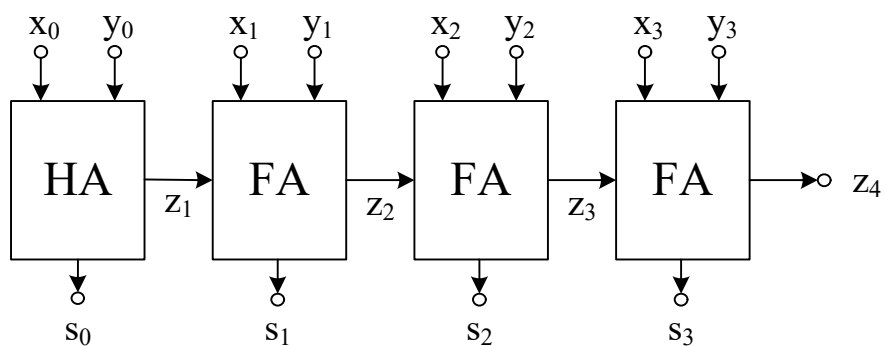 x₀ y₀ x₁ y₁ x₂ y₂ x₃ y₃
HA FA FA FA
z₁ z₂ z₃ z₄
s₀ s₁ s₂ s₃